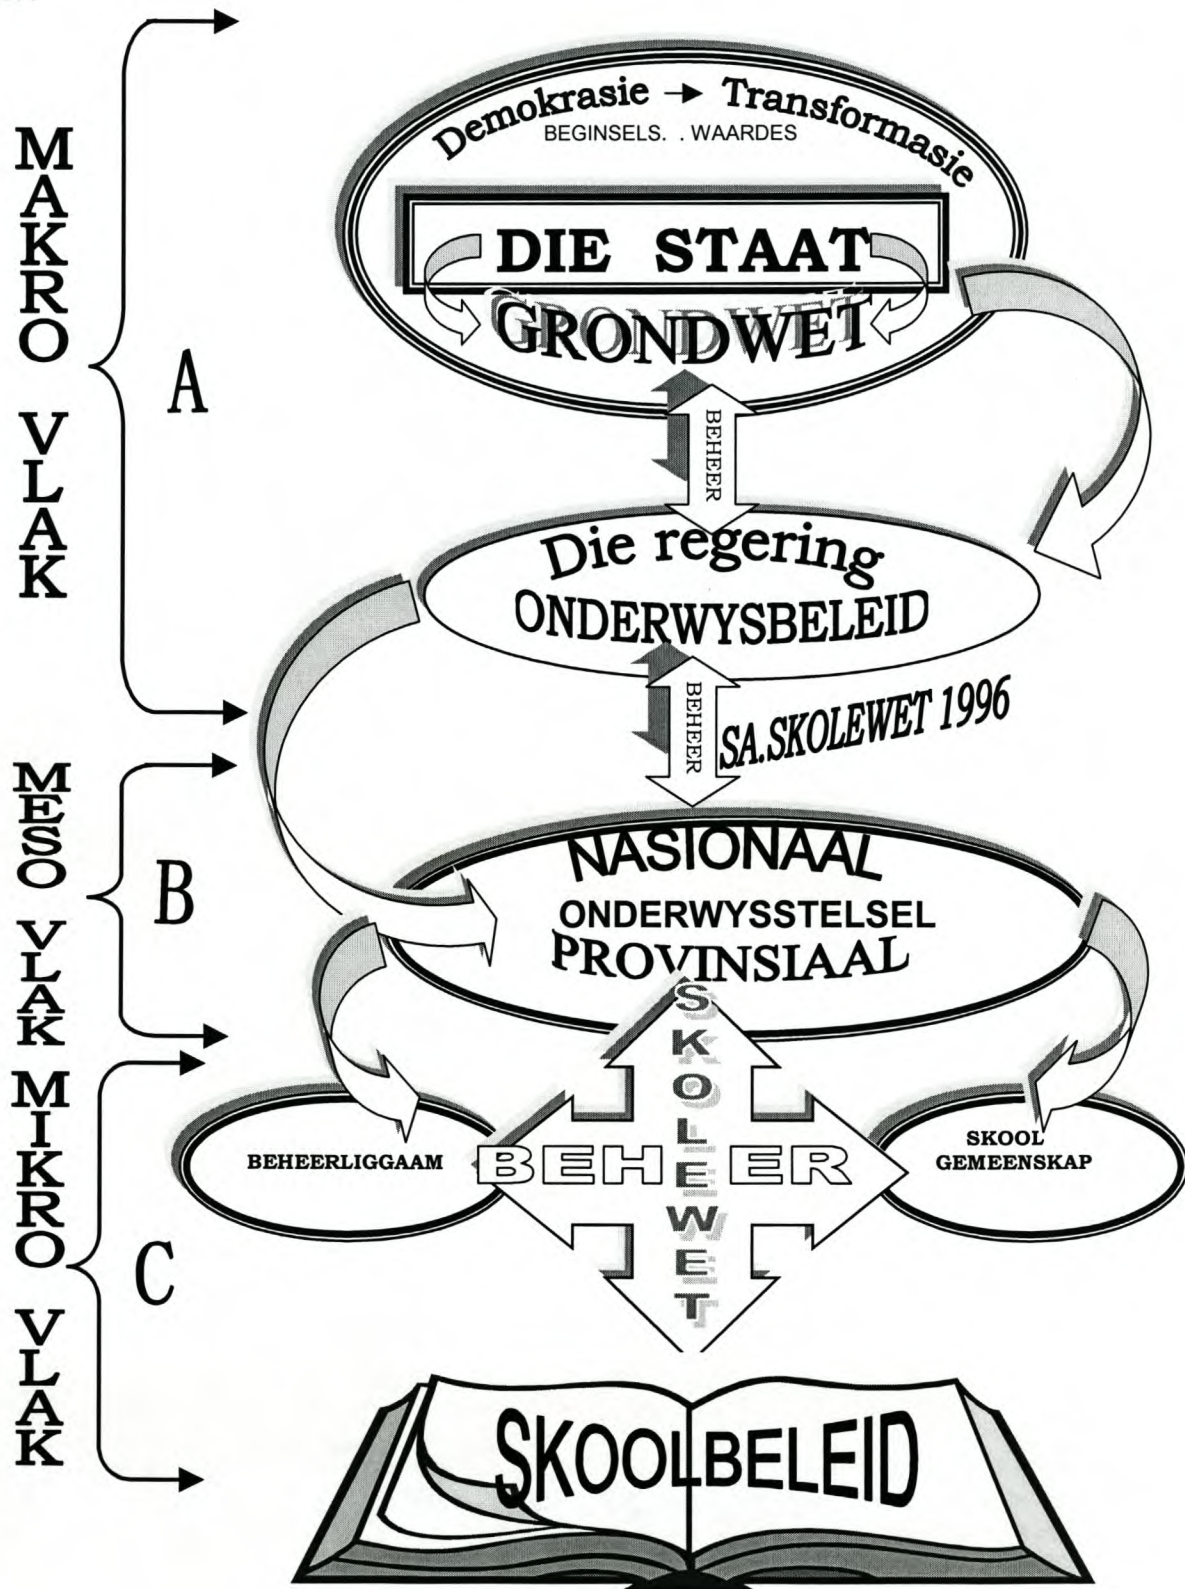 MAKRO VLAK
A
Demokrasie → Transformasie
BEGINSELS. . WAARDES
DIE STAAT
GRONDWET
BEHEER
Die regering
ONDERWYSBELEID
BEHEER
SA.SKOLEWET 1996
MESO VLAK
B
NASIONAAL
ONDERWYSSTELSEL
PROVINSIAAL
MIKRO VLAK
C
SKOLEWET
BEHEERLIGGAAM
BEHEER
SKOOL
GEMEENSKAP
SKOOLBELEID